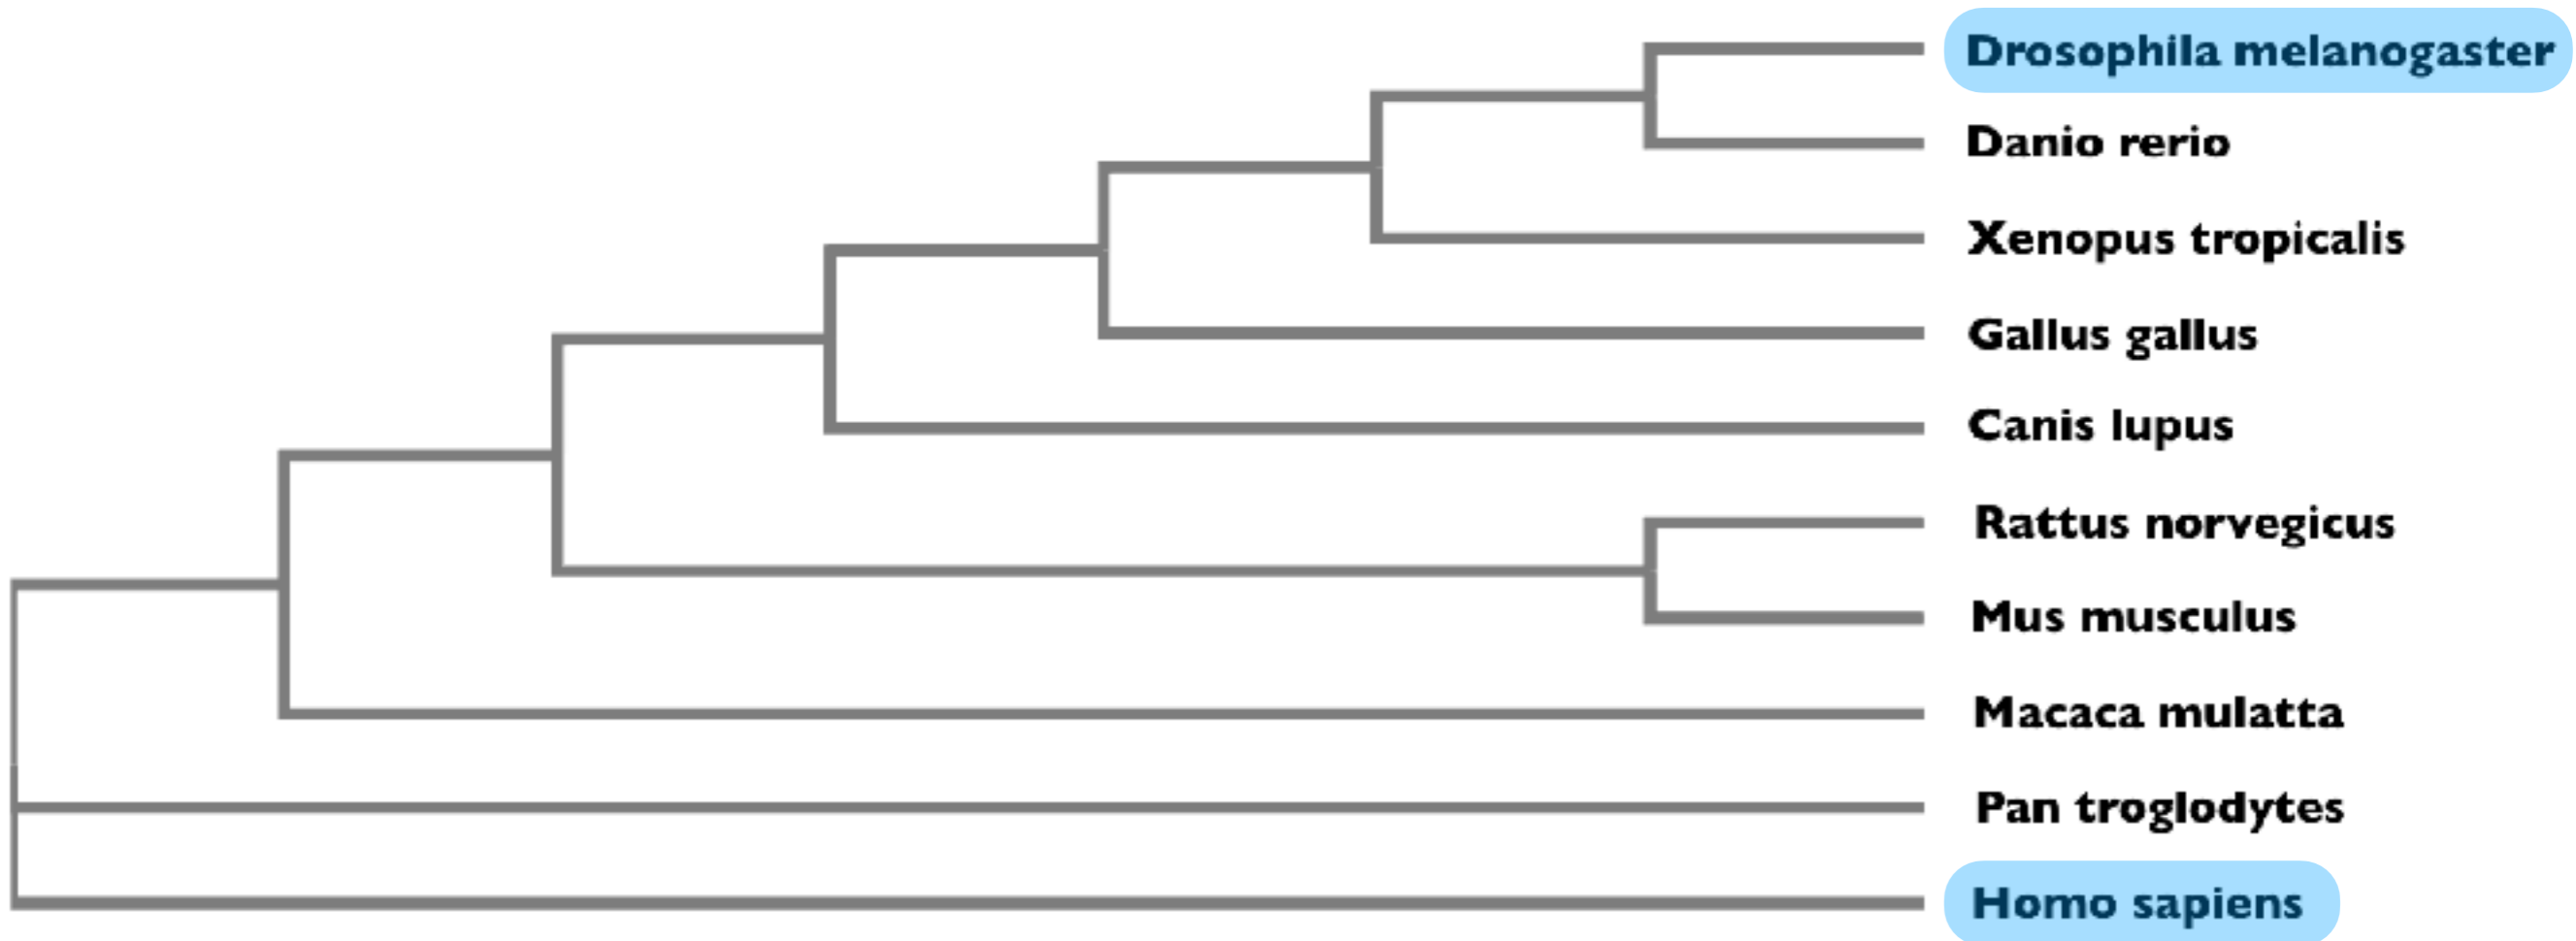 Drosophila melanogaster
Danio rerio
Xenopus tropicalis
Gallus gallus
Canis lupus
Rattus norvegicus
Mus musculus
Macaca mulatta
Pan troglodytes
Homo sapiens